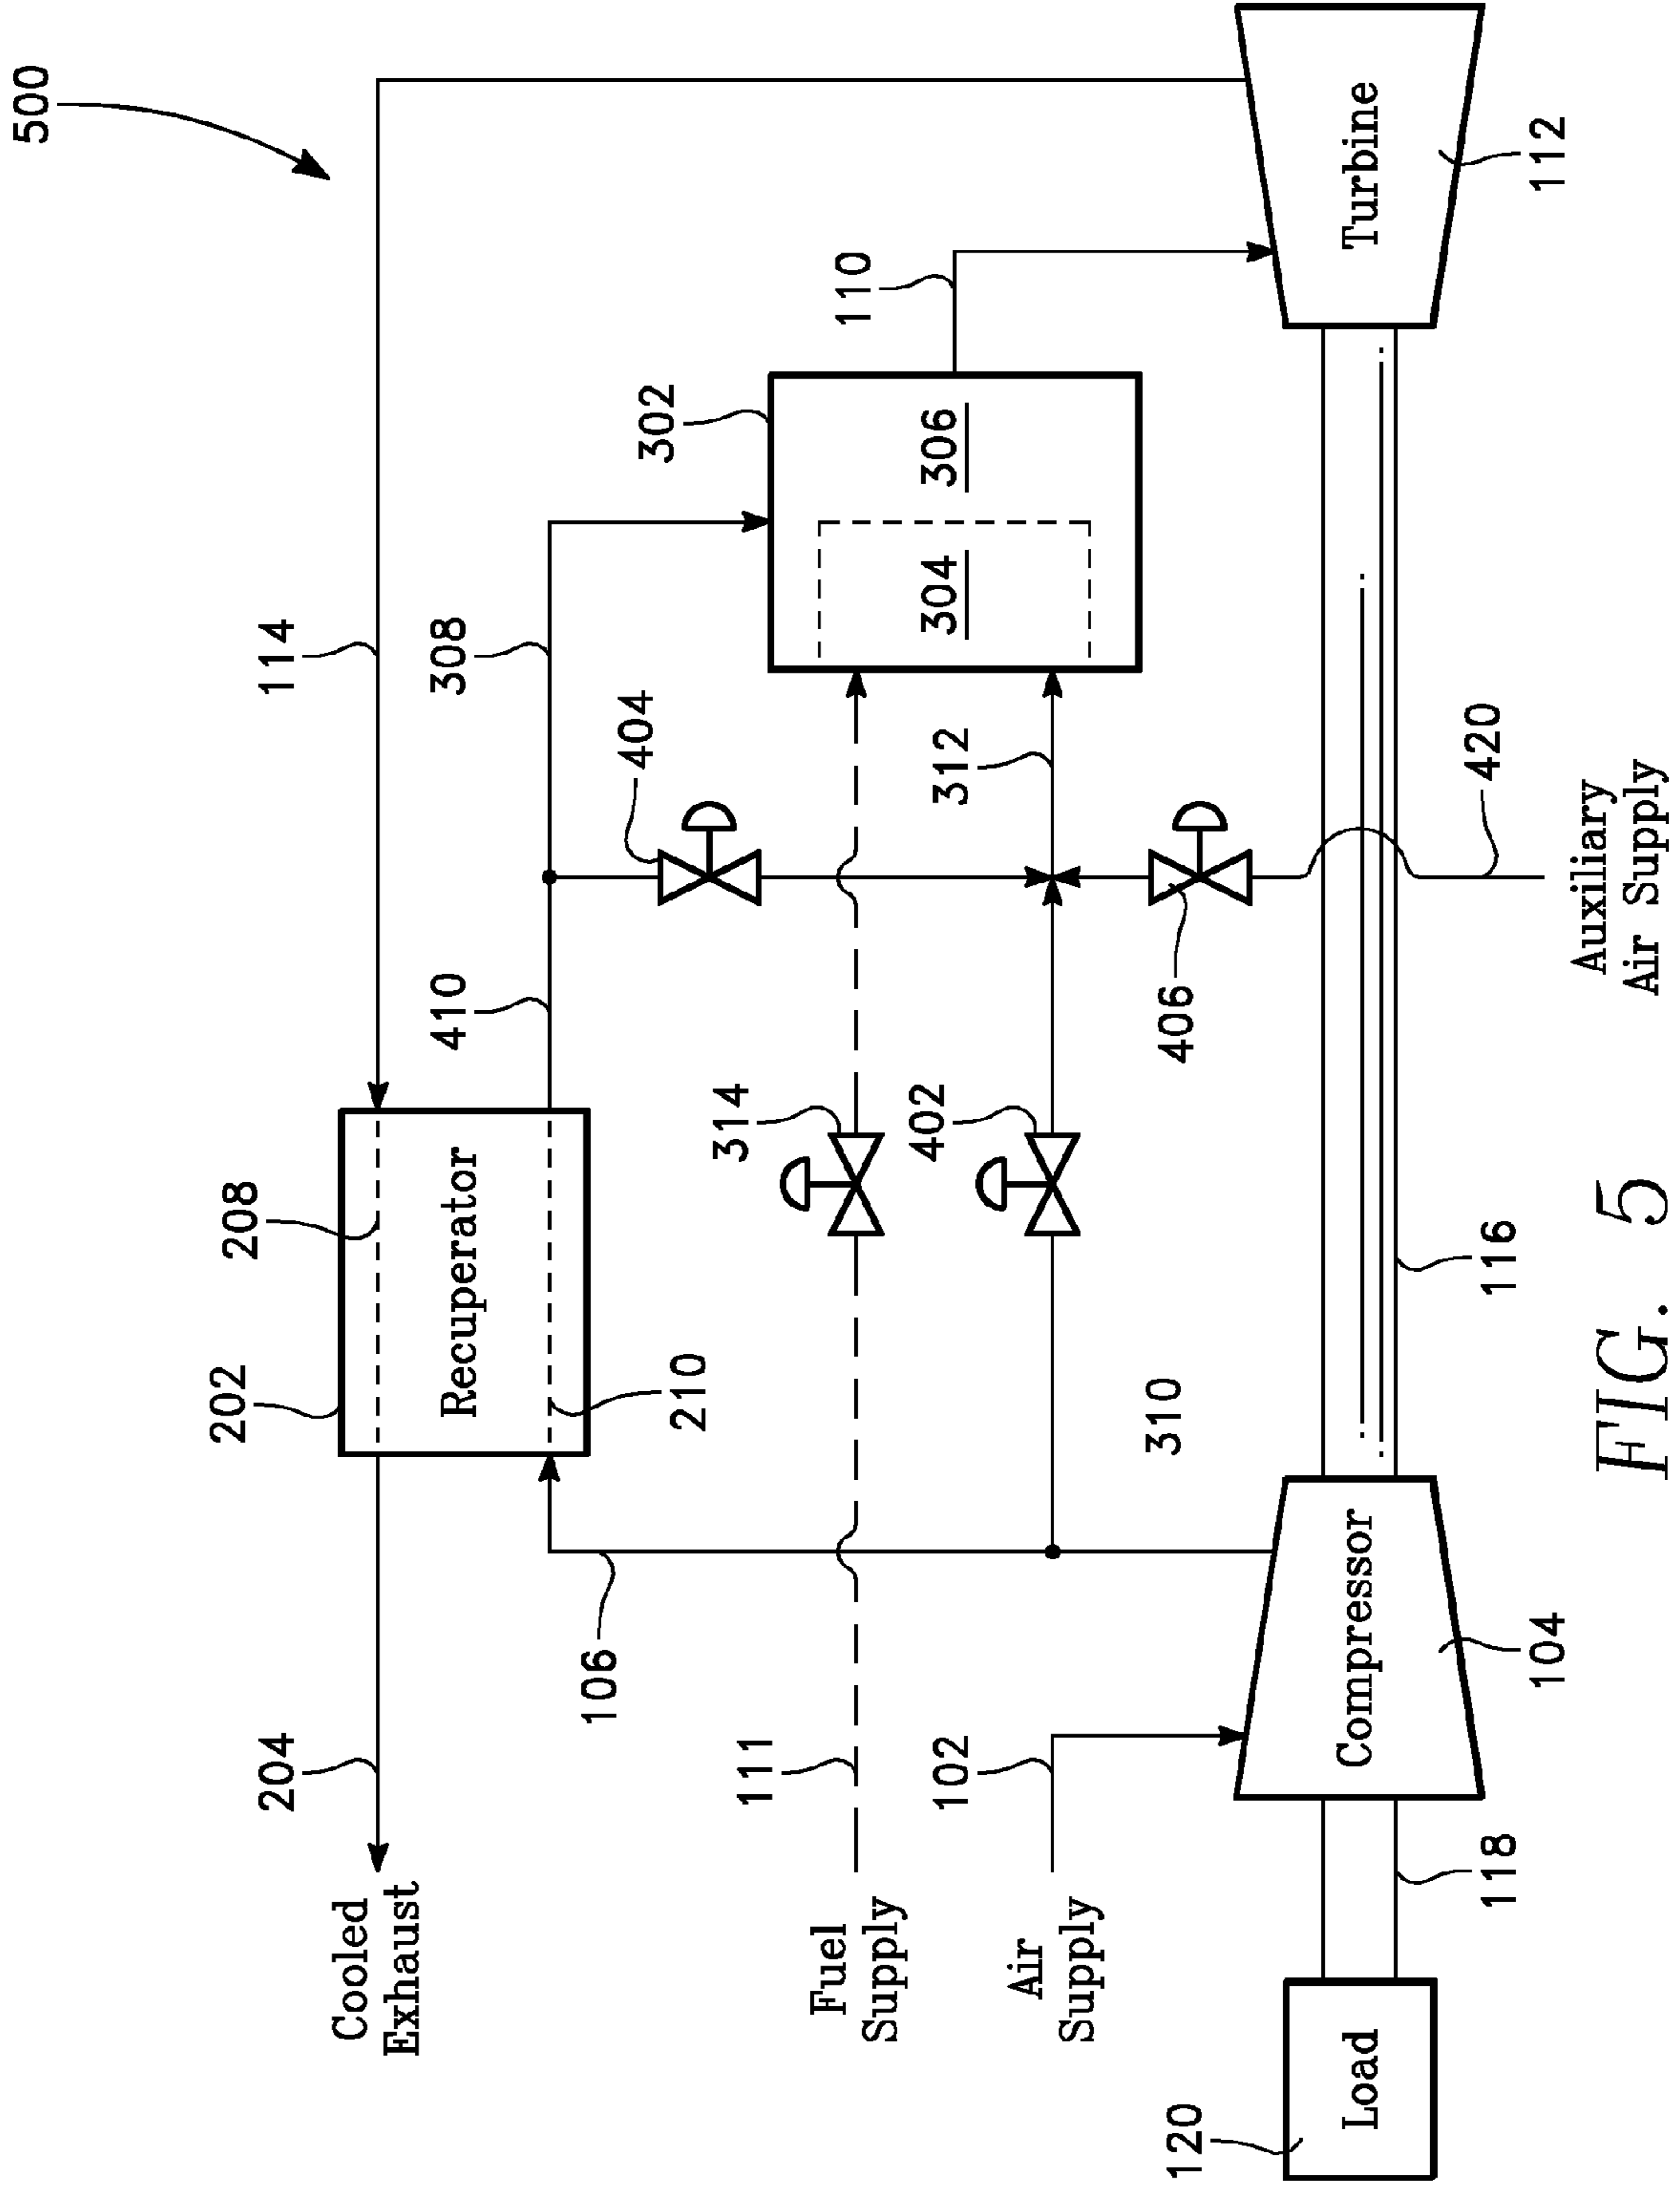 500
114
308
110
302
306
304
404
312
410
208
202
Recuperator
210
314
402
406
420
Auxiliary
Air Supply
204
Cooled
Exhaust
106
111
Fuel
Supply
102
Air
Supply
310
Turbine
112
116
Compressor
104
118
Load
120
FIG. 5